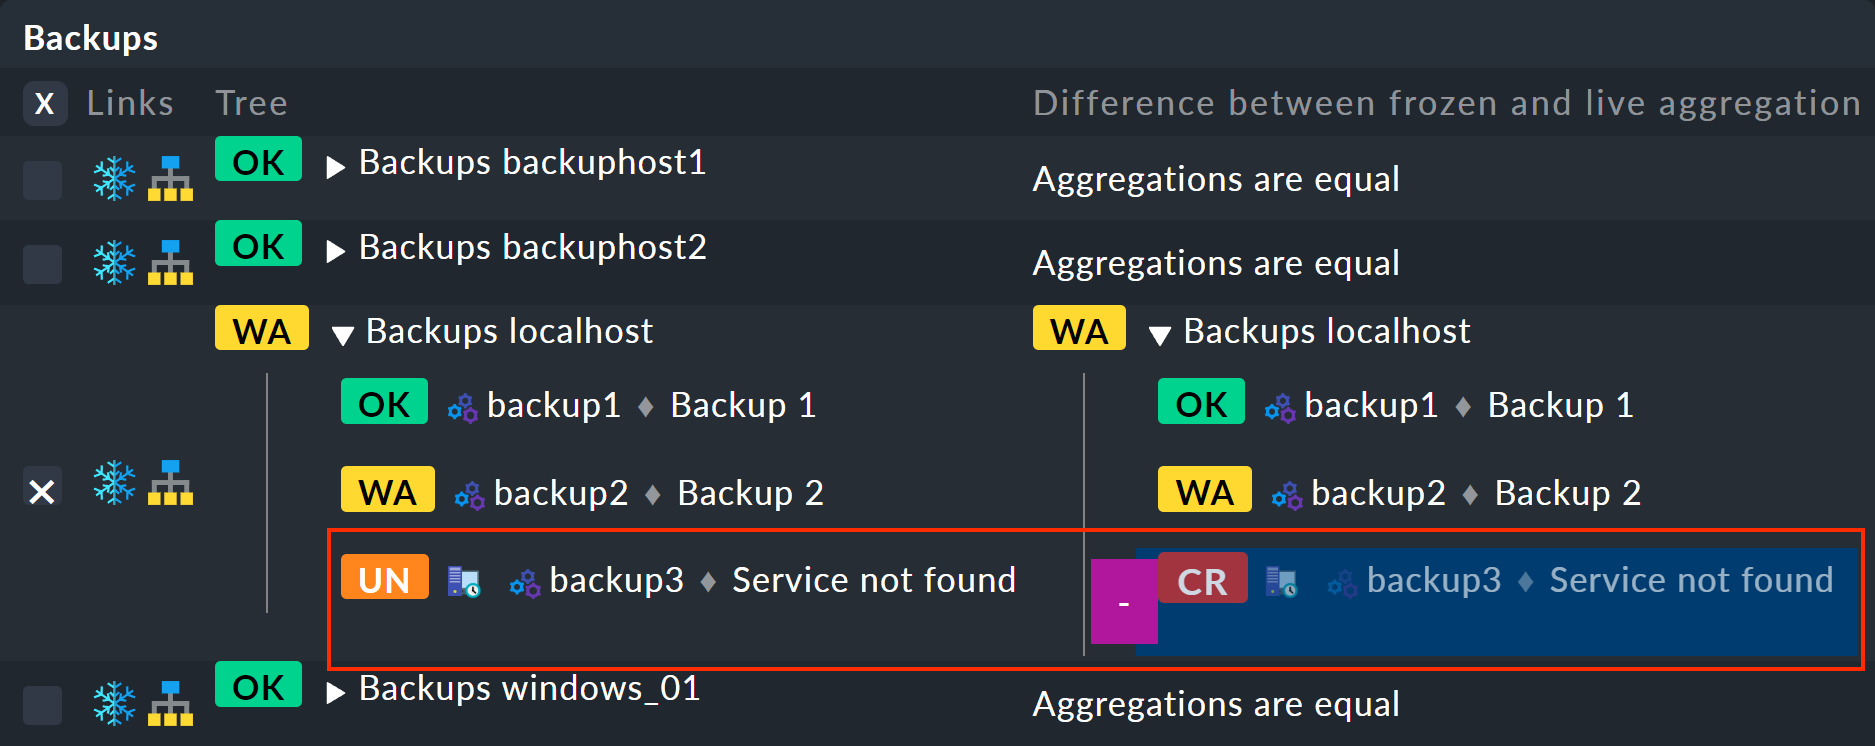 Backups
X Links Tree Difference between frozen and live aggregation
OK Backups backuphost1 Aggregations are equal
OK Backups backuphost2 Aggregations are equal
WA Backups localhost WA Backups localhost
OK backup1 ♦ Backup 1 OK backup1 ♦ Backup 1
WA backup2 ♦ Backup 2 WA backup2 ♦ Backup 2
UN backup3 ♦ Service not found - CR backup3 ♦ Service not found
OK Backups windows_01 Aggregations are equal